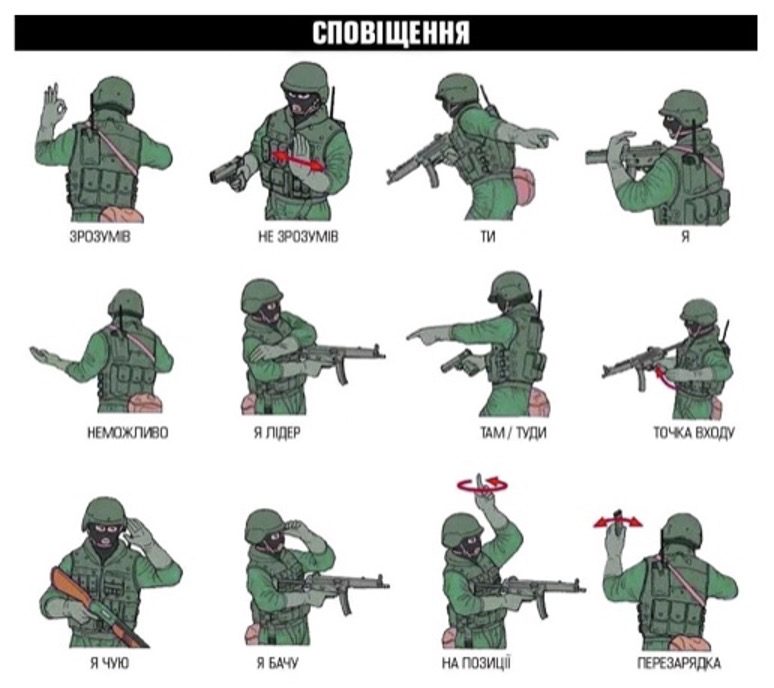 СПОВІЩЕННЯ
ЗРОЗУМІВ
НЕ ЗРОЗУМІВ
ТИ
Я
НЕМОЖЛИВО
Я ЛІДЕР
ТАМ / ТУДИ
ТОЧКА ВХОДУ
Я ЧУЮ
Я БАЧУ
НА ПОЗИЦІЇ
ПЕРЕЗАРЯДКА